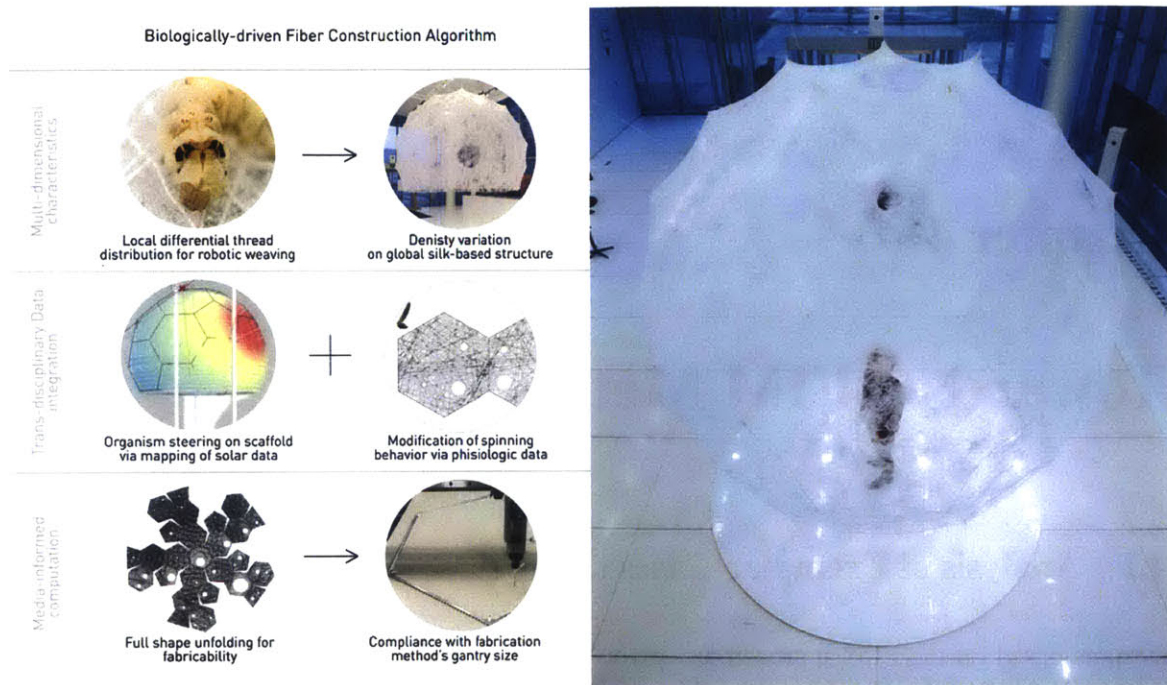 Biologically-driven Fiber Construction Algorithm
Multi-dimensional
characteristics
Local differential thread
distribution for robotic weaving
Denisty variation
on global silk-based structure
Trans-disciplinary Data
integration
Organism steering on scaffold
via mapping of solar data
Modification of spinning
behavior via phisiologic data
Media-informed
computation
Full shape unfolding for
fabricability
Compliance with fabrication
method's gantry size